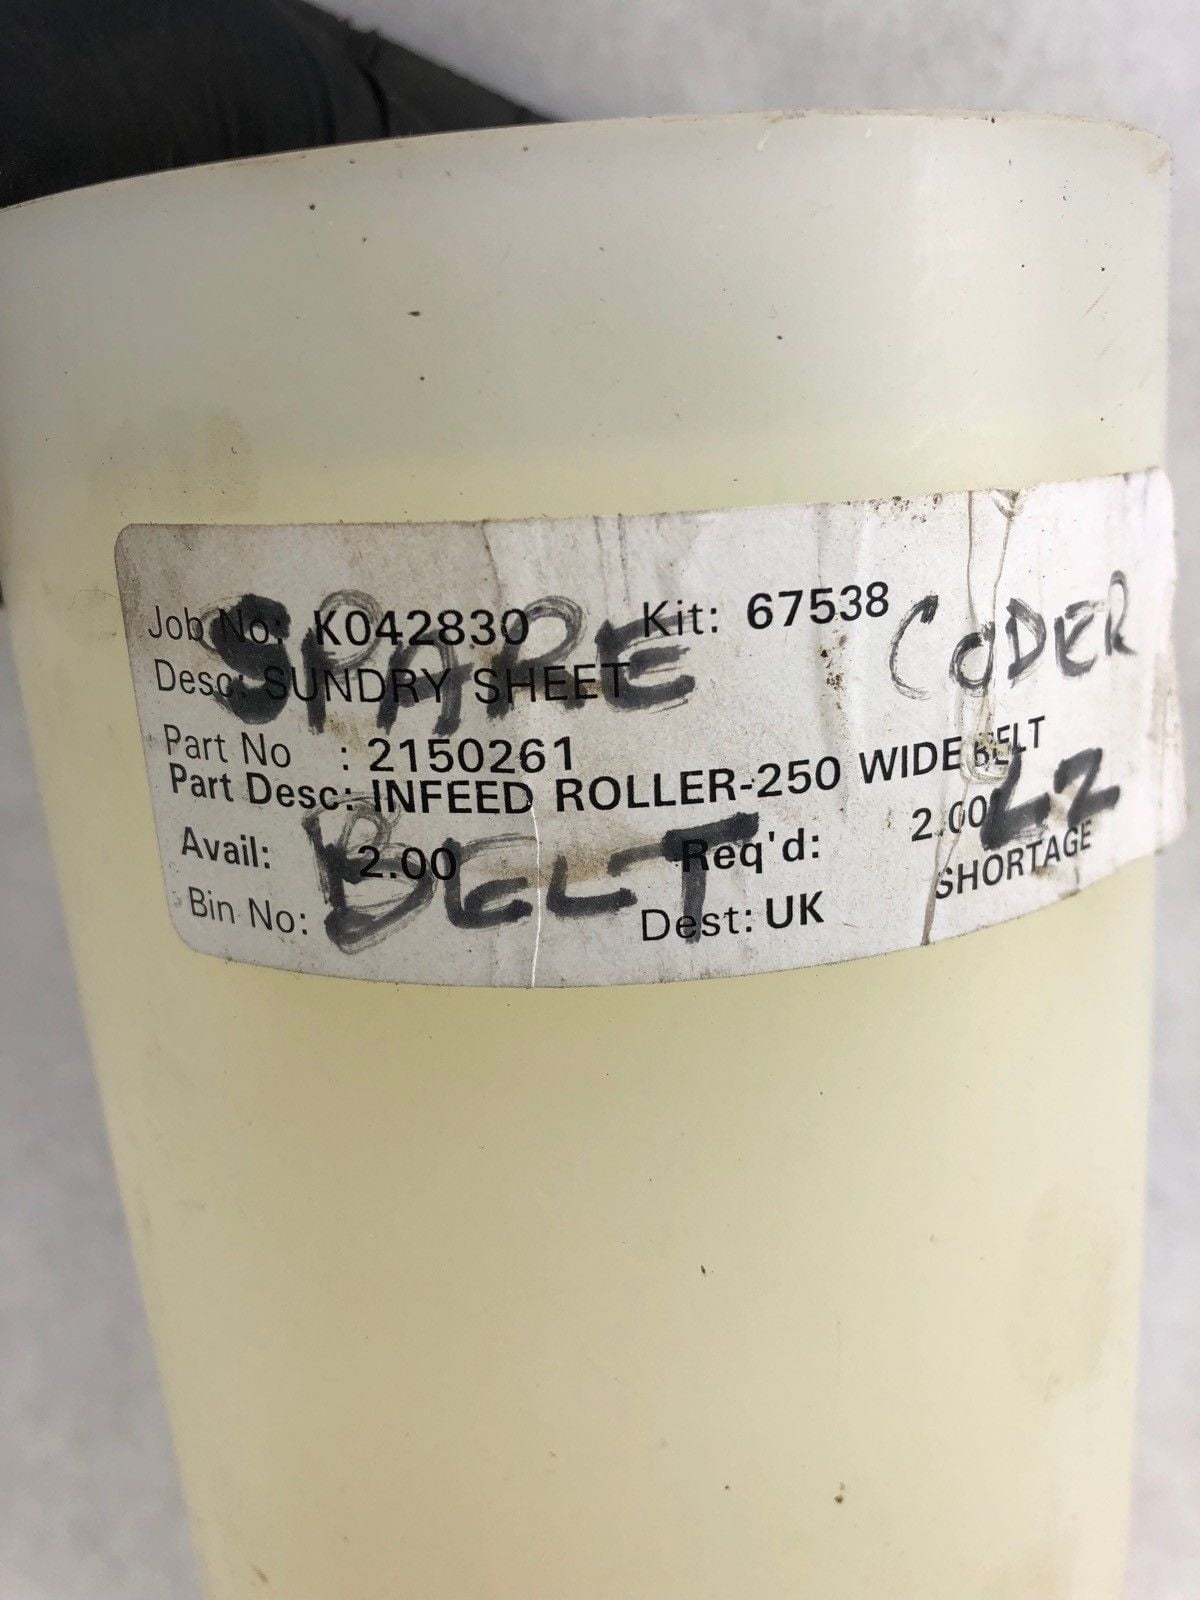 Job No: K042830 Kit: 67538
Desc: SUNDRY SHEET
Part No : 2150261
Part Desc: INFEED ROLLER-250 WIDE BELT
Avail: 2.00 Req'd: 2.00
SHORTAGE
Bin No: Dest: UK
SPARE CODER
BELT L2